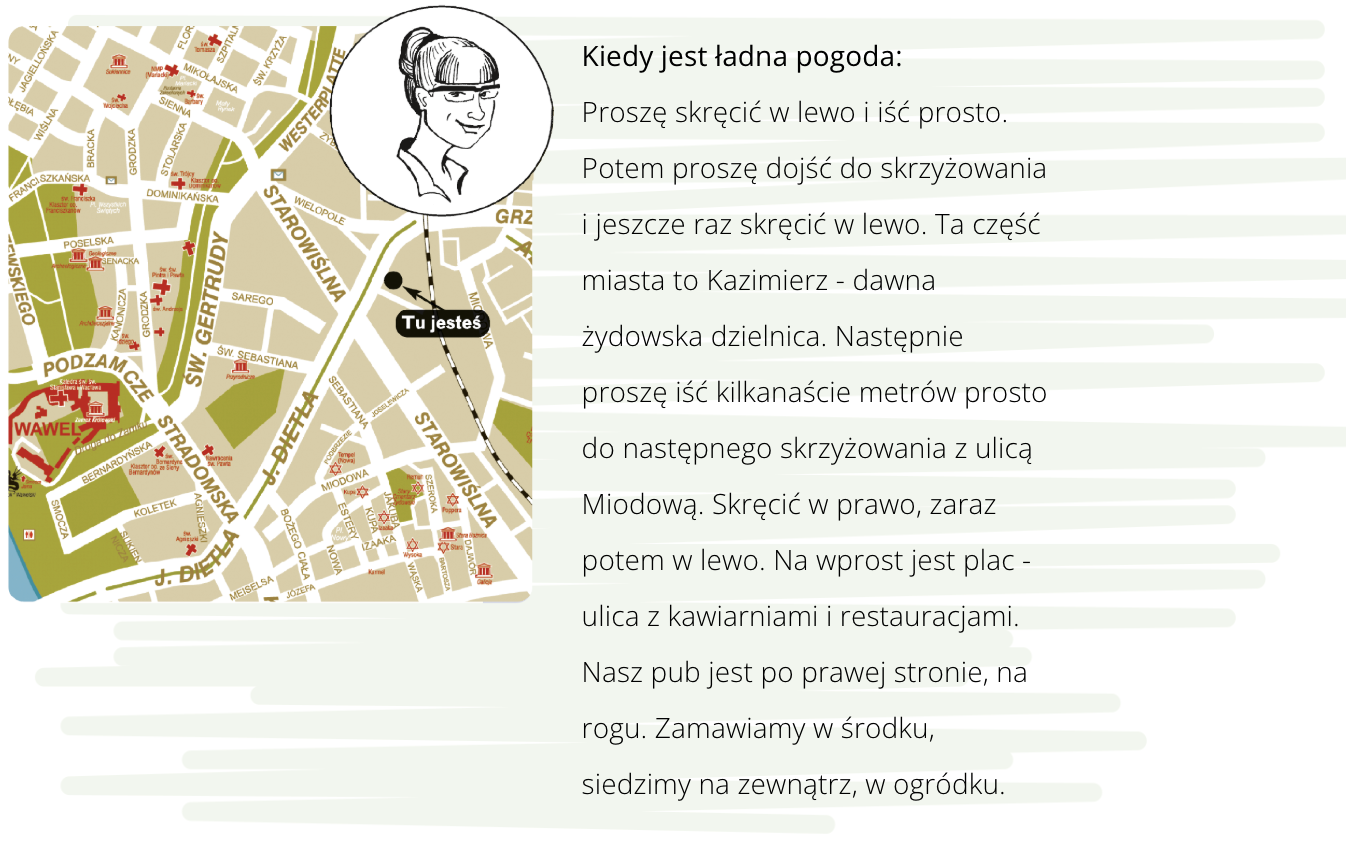 Kiedy jest ładna pogoda:
Proszę skręcić w lewo i iść prosto.
Potem proszę dojść do skrzyżowania
i jeszcze raz skręcić w lewo. Ta część
miasta to Kazimierz - dawna
żydowska dzielnica. Następnie
proszę iść kilkanaście metrów prosto
do następnego skrzyżowania z ulicą
Miodową. Skręcić w prawo, zaraz
potem w lewo. Na wprost jest plac -
ulica z kawiarniami i restauracjami.
Nasz pub jest po prawej stronie, na
rogu. Zamawiamy w środku,
siedzimy na zewnątrz, w ogródku.
JAGIELLOŃSKA
WIŚLNA
BRACKA
GRODZKA
STOLARSKA
SIENNA
MIKOŁAJSKA
ŚW. KRZYŻA
WESTERPLATTE
DOMINIKAŃSKA
WIELOPOLE
STAROWIŚLNA
POSELSKA
KANONICZA
GRODZKA
ŚW. GERTRUDY
SAREGO
ŚW. SEBASTIANA
Tu jesteś
PODZAMCZE
WAWEL
STRADOMSKA
J. DIETLA
SEBASTIANA
JOSELEWICZA
STAROWIŚLNA
BERNARDYŃSKA
SMOCZA
KOLETEK
AGNIESZKI
MIODOWA
BOŻEGO CIAŁA
ESTERY
KUPA
JAKUBA
SZEROKA
IZAAKA
NOWA
WĄSKA
BARTOSZA
DAJWÓR
MEISELSA
JÓZEFA
J. DIETLA